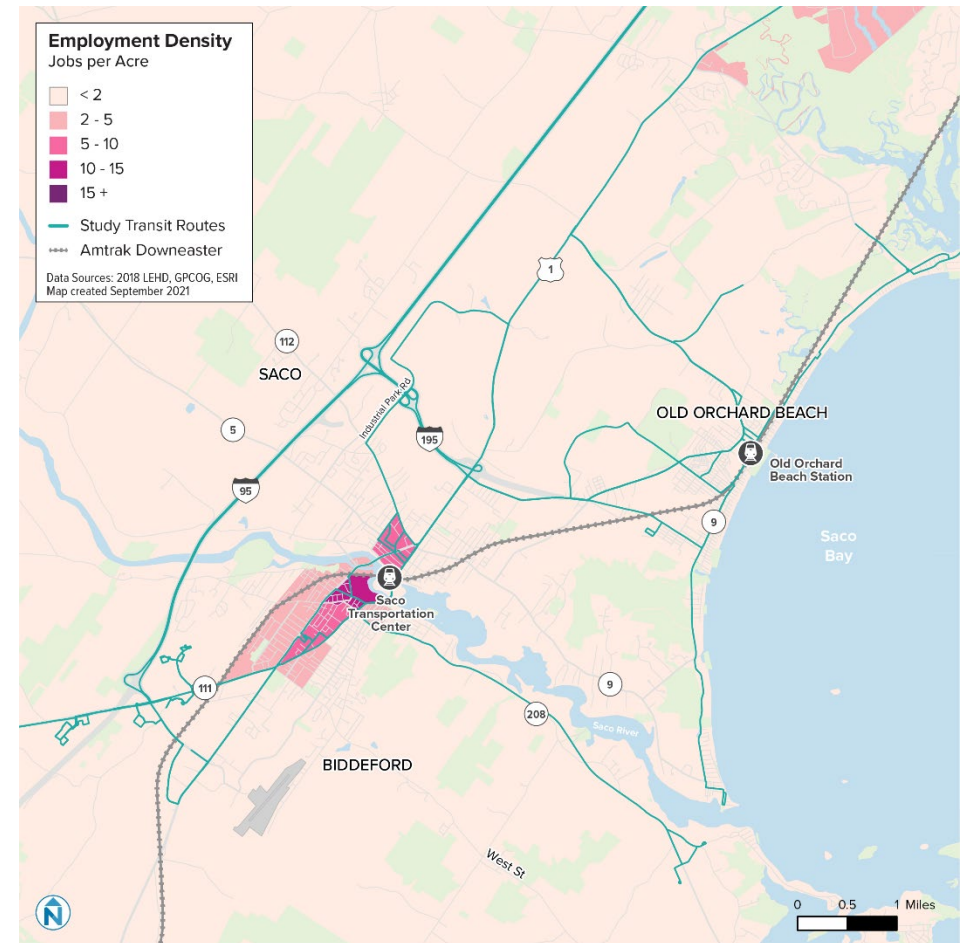 Employment Density
Jobs per Acre
< 2
2 - 5
5 - 10
10 - 15
15 +
Study Transit Routes
Amtrak Downeaster
Data Sources: 2018 LEHD, GPCOG, ESRI
Map created September 2021
1
112
SACO
Industrial Park Rd
5
OLD ORCHARD BEACH
195
Old Orchard
Beach Station
95
9
Saco
Bay
Saco
Transportation
Center
111
9
208
Saco River
BIDDEFORD
West St
N
0 0.5 1 Miles